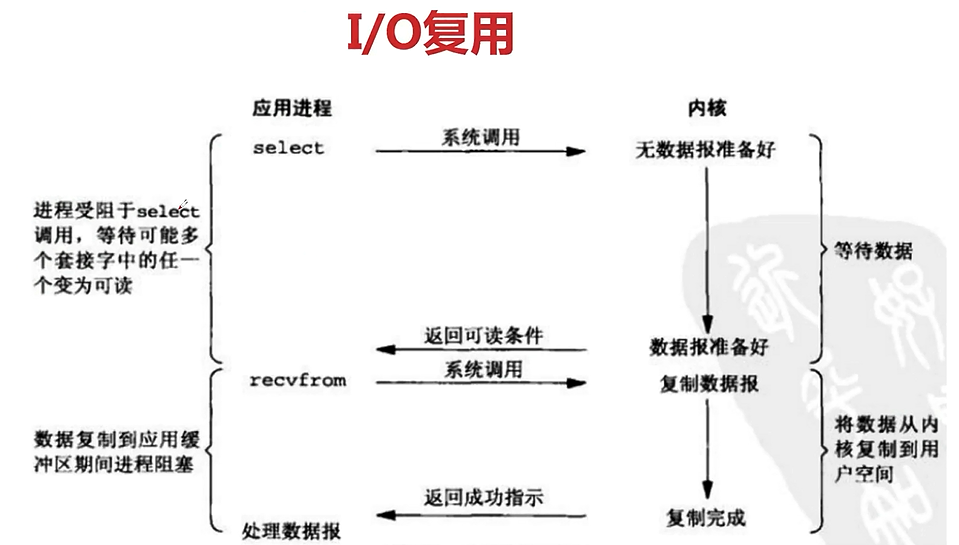 I/O复用
应用进程
内核
select
系统调用
无数据报准备好
进程受阻于select
调用，等待可能多
个套接字中的任一
个变为可读
等待数据
返回可读条件
数据报准备好
recvfrom
系统调用
复制数据报
数据复制到应用缓
冲区期间进程阻塞
将数据从内
核复制到用
户空间
返回成功指示
复制完成
处理数据报